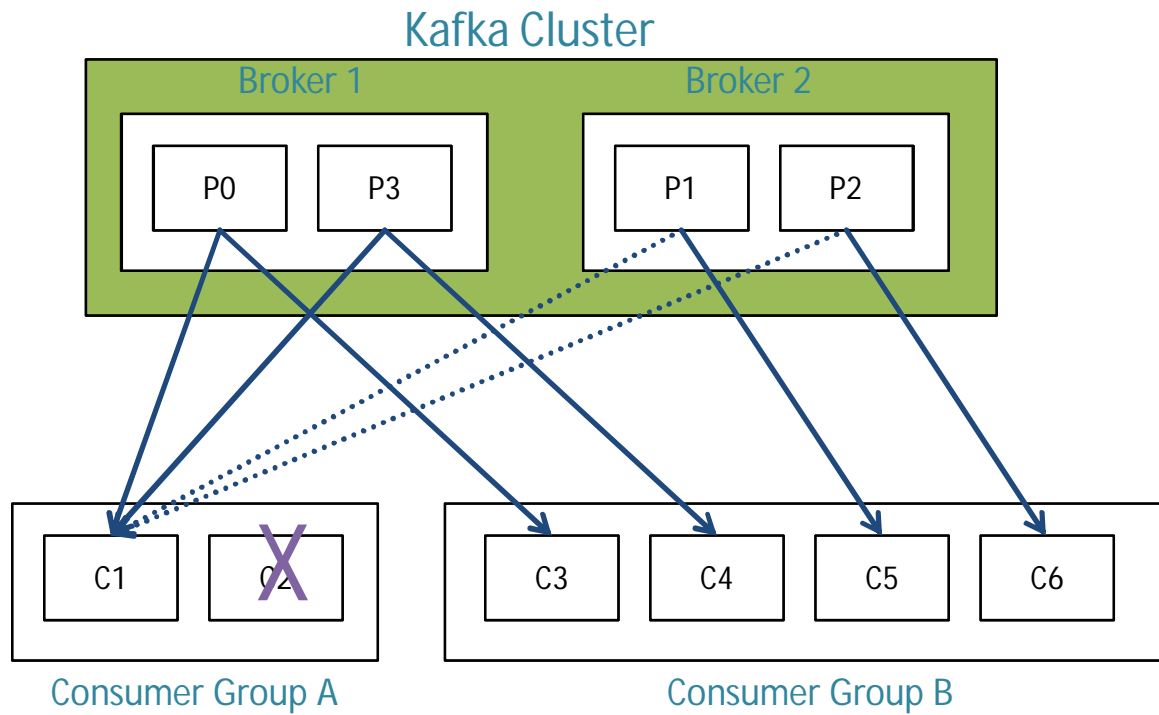 Kafka Cluster
Broker 1 Broker 2
P0 P3 P1 P2
C1 C2 C3 C4 C5 C6
X
Consumer Group A Consumer Group B